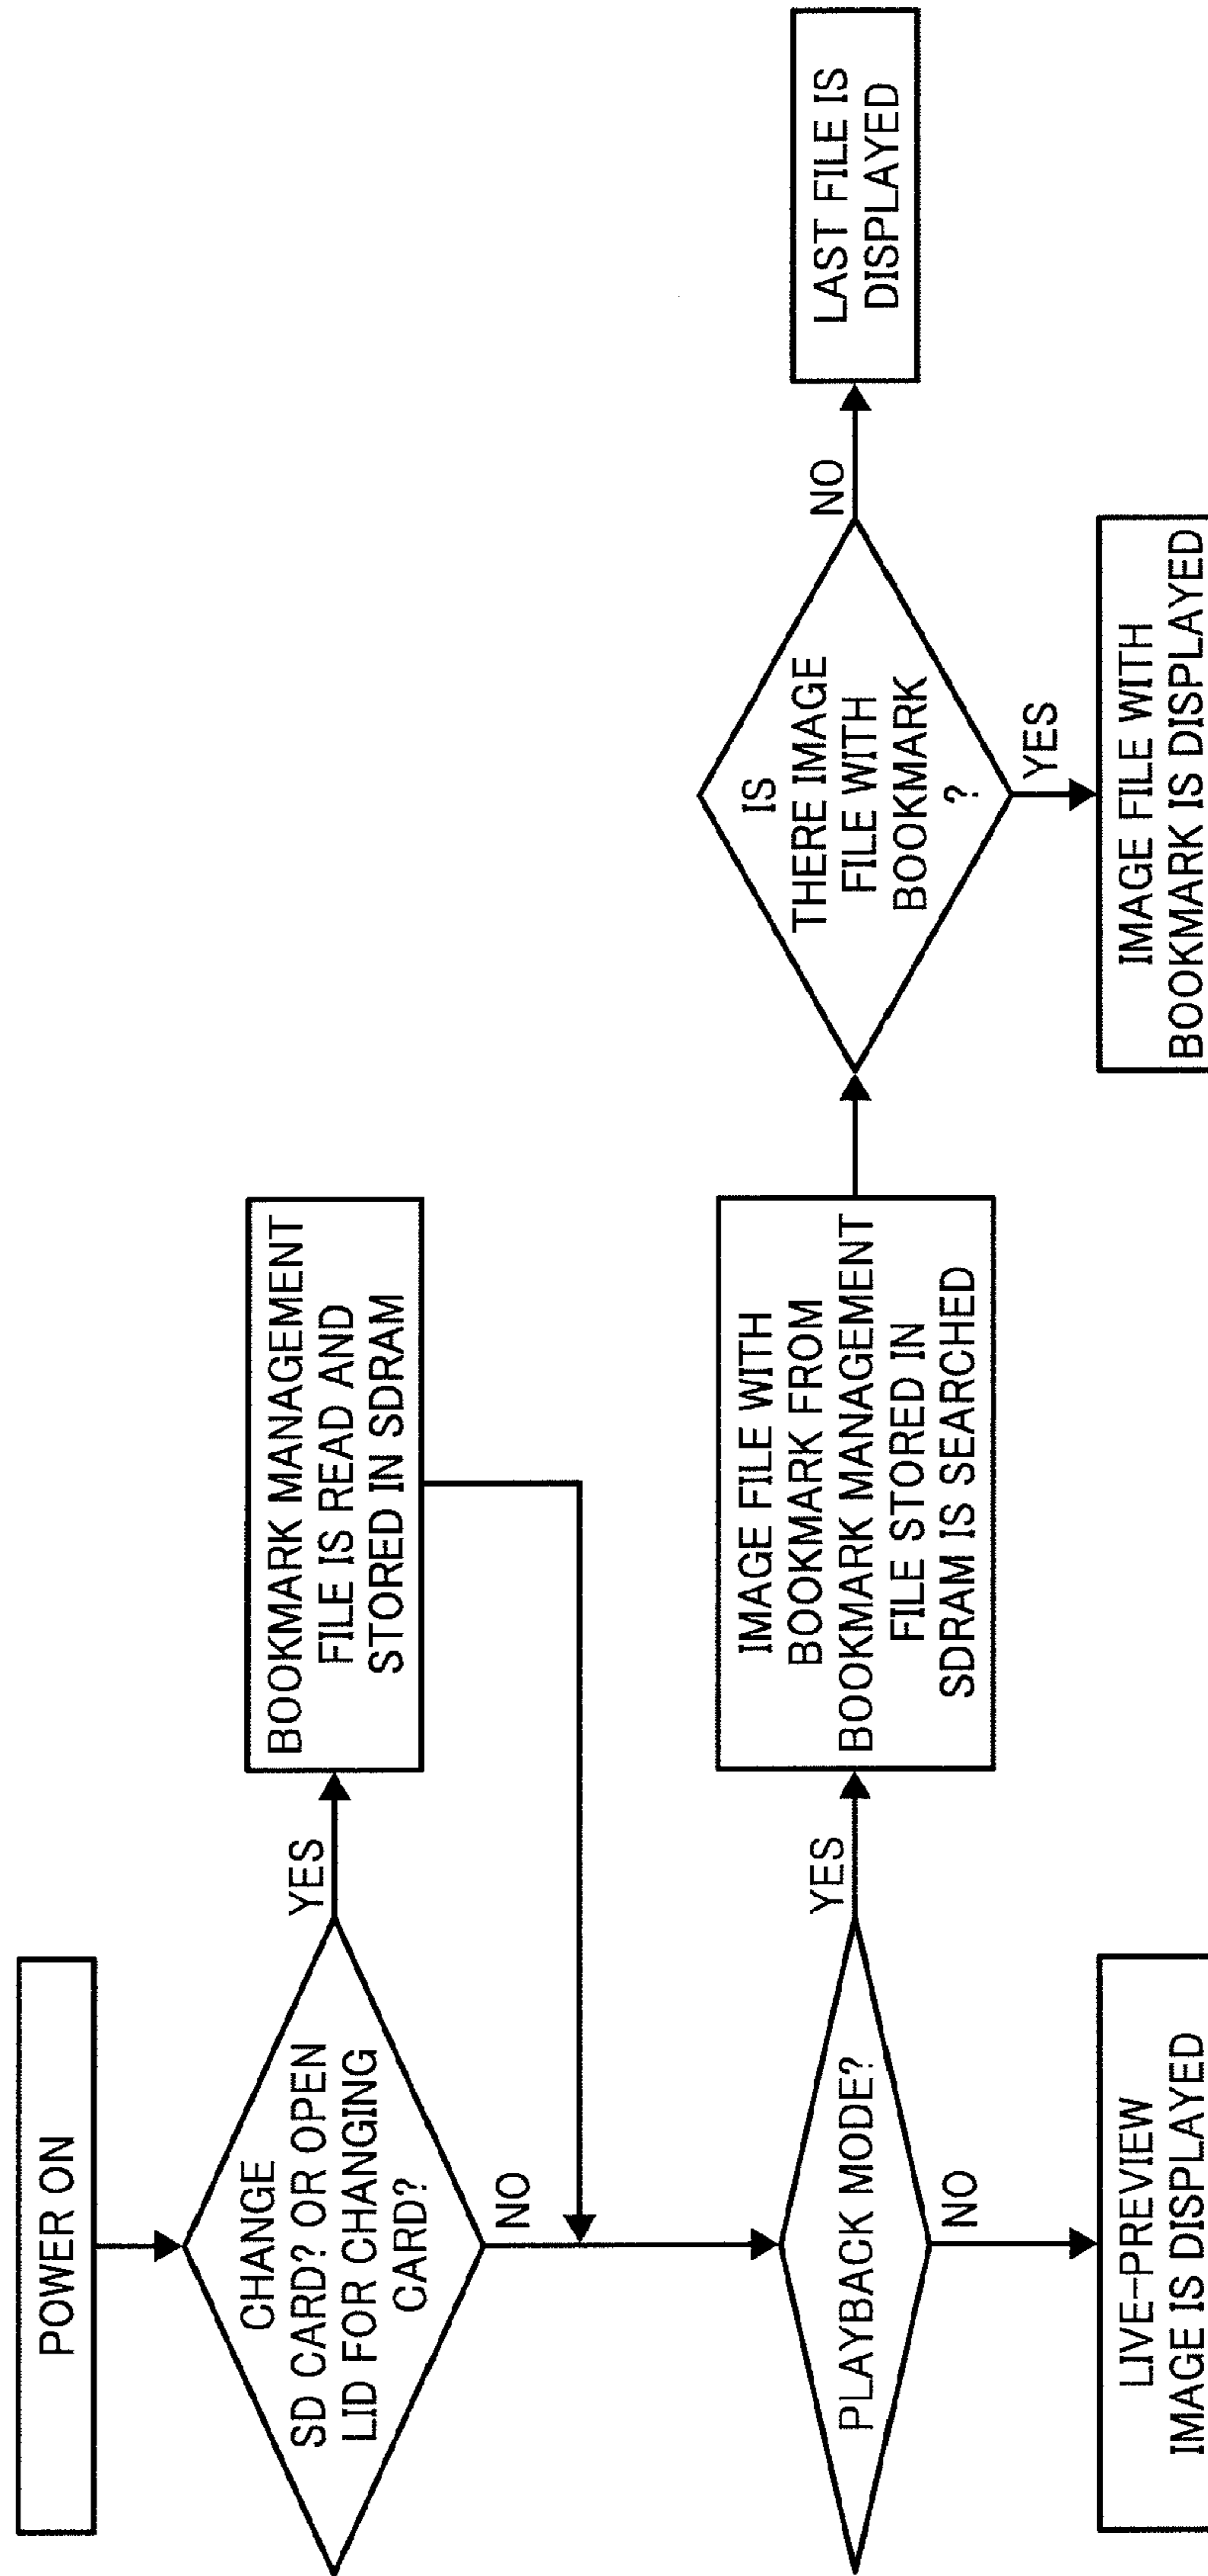 POWER ON
CHANGE
SD CARD? OR OPEN
LID FOR CHANGING
CARD?
YES
BOOKMARK MANAGEMENT
FILE IS READ AND
STORED IN SDRAM
NO
PLAYBACK MODE?
YES
IMAGE FILE WITH
BOOKMARK FROM
BOOKMARK MANAGEMENT
FILE STORED IN
SDRAM IS SEARCHED
IS
THERE IMAGE
FILE WITH
BOOKMARK
?
NO
LAST FILE IS
DISPLAYED
YES
IMAGE FILE WITH
BOOKMARK IS DISPLAYED
NO
LIVE-PREVIEW
IMAGE IS DISPLAYED